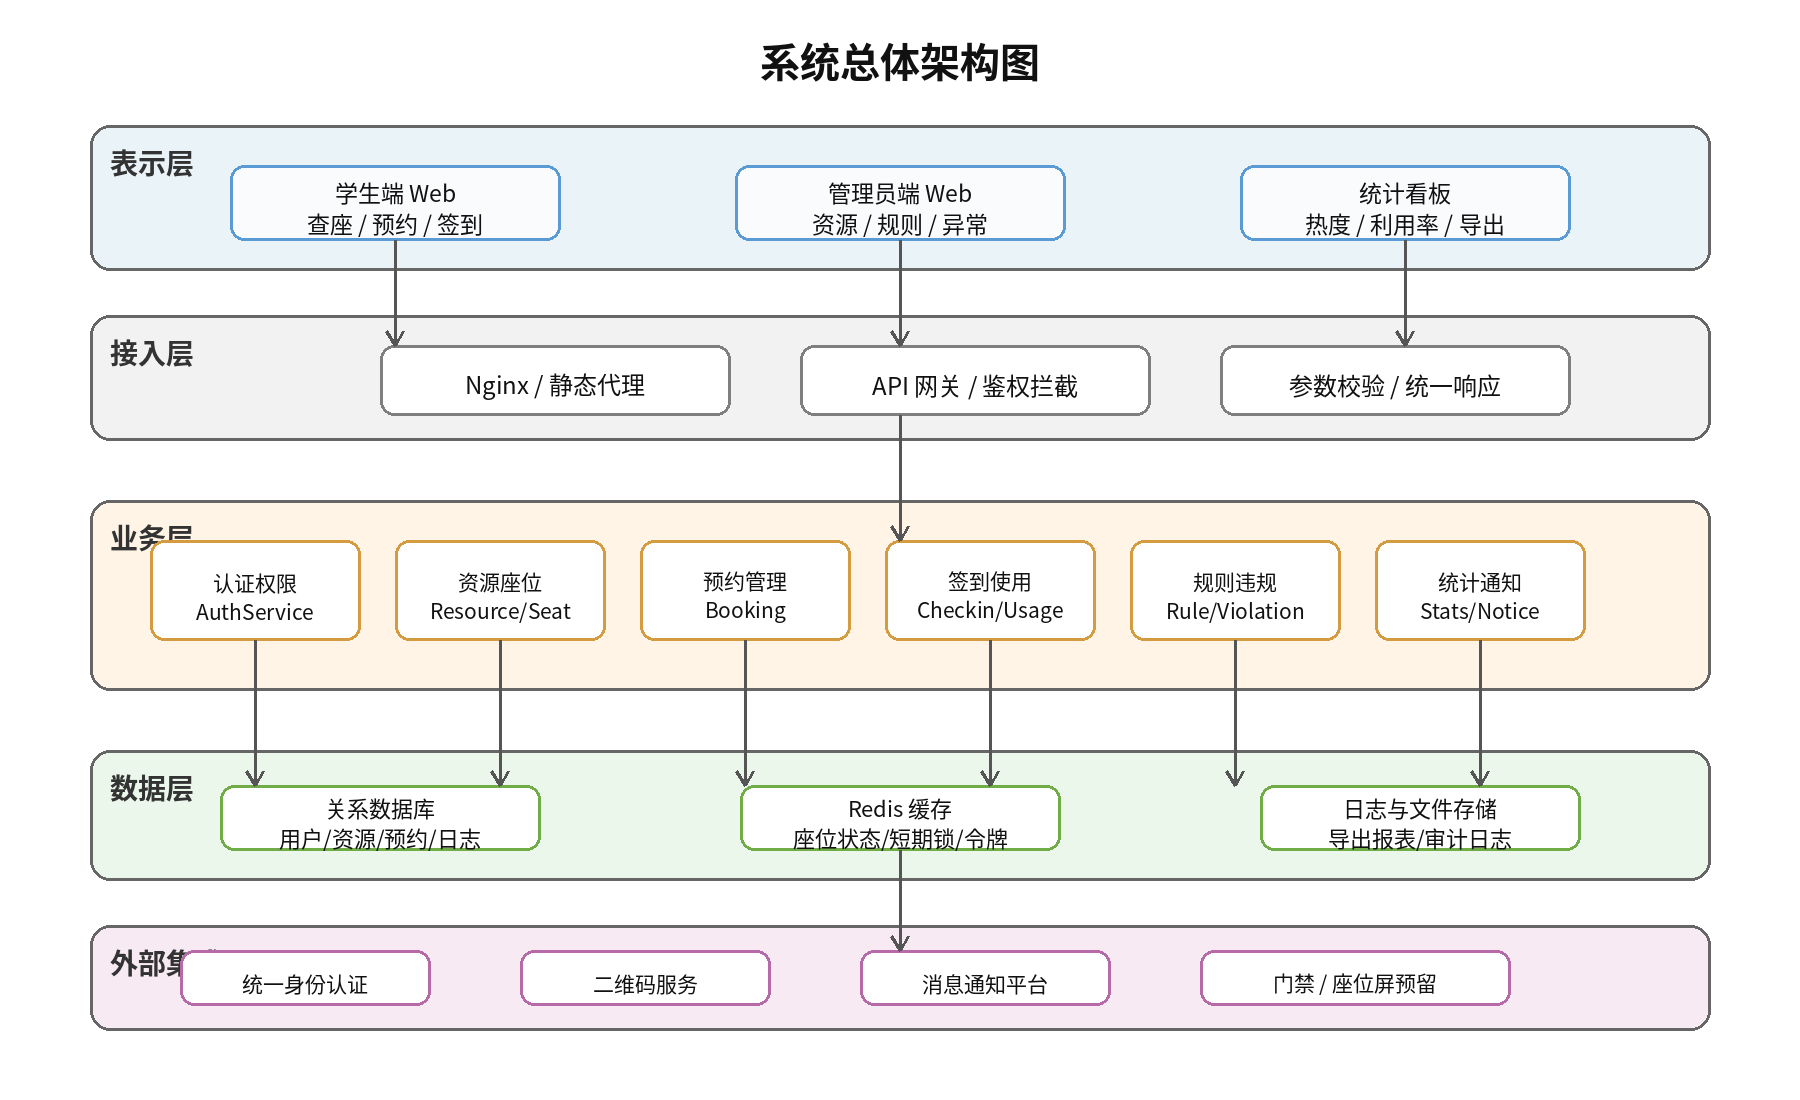 系统总体架构图
表示层
学生端 Web
查座 / 预约 / 签到
管理员端 Web
资源 / 规则 / 异常
统计看板
热度 / 利用率 / 导出
接入层
Nginx / 静态代理
API 网关 / 鉴权拦截
参数校验 / 统一响应
业务层
认证权限
AuthService
资源座位
Resource/Seat
预约管理
Booking
签到使用
Checkin/Usage
规则违规
Rule/Violation
统计通知
Stats/Notice
数据层
关系数据库
用户/资源/预约/日志
Redis 缓存
座位状态/短期锁/令牌
日志与文件存储
导出报表/审计日志
外部集
统一身份认证
二维码服务
消息通知平台
门禁 / 座位屏预留